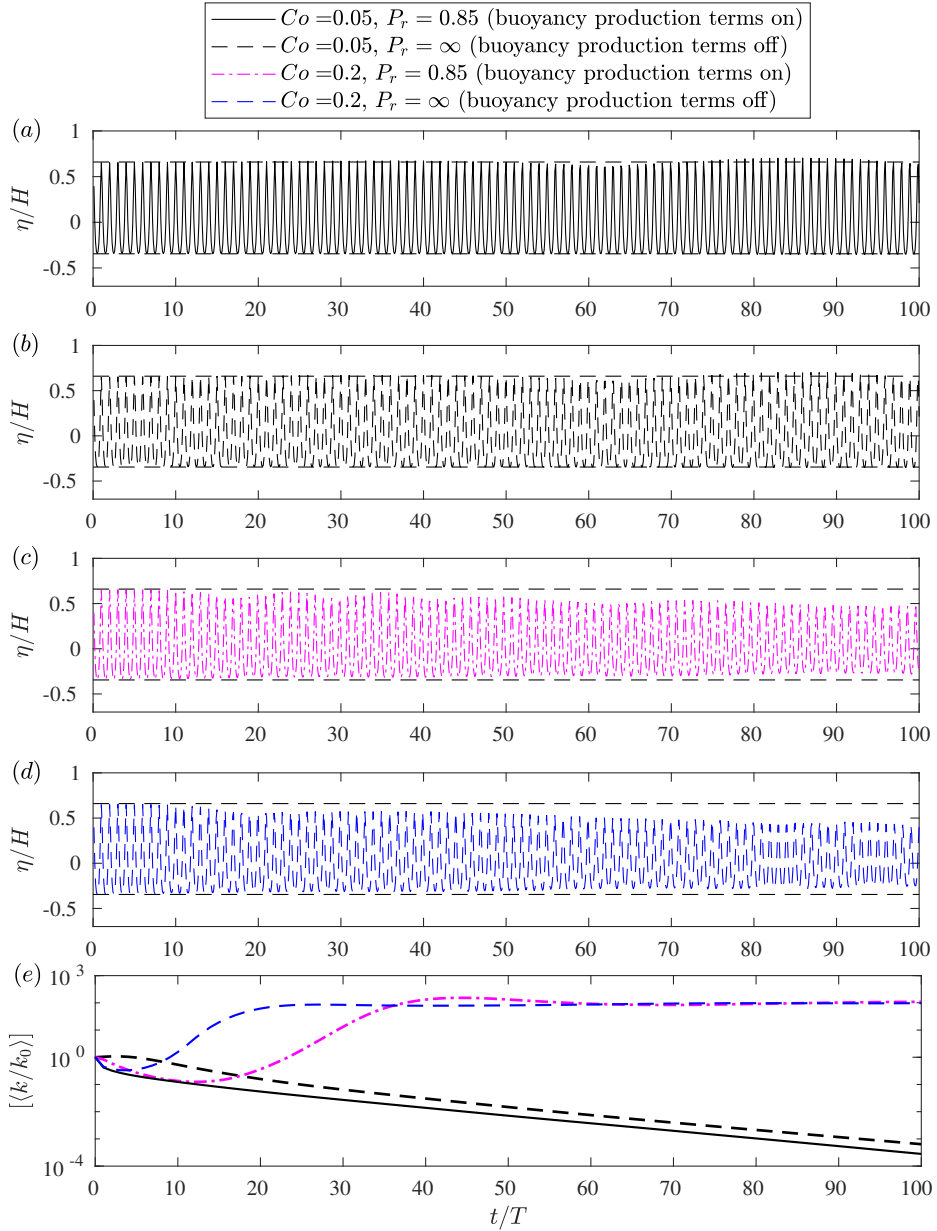 Co =0.05, P_r = 0.85 (buoyancy production terms on)
Co =0.05, P_r = ∞ (buoyancy production terms off)
Co =0.2, P_r = 0.85 (buoyancy production terms on)
Co =0.2, P_r = ∞ (buoyancy production terms off)
(a)
1
0.5
0
-0.5
η/H
0 10 20 30 40 50 60 70 80 90 100
(b)
1
0.5
0
-0.5
η/H
0 10 20 30 40 50 60 70 80 90 100
(c)
1
0.5
0
-0.5
η/H
0 10 20 30 40 50 60 70 80 90 100
(d)
1
0.5
0
-0.5
η/H
0 10 20 30 40 50 60 70 80 90 100
(e)
10^3
10^0
10^-4
[⟨k/k_0⟩]
0 10 20 30 40 50 60 70 80 90 100
t/T